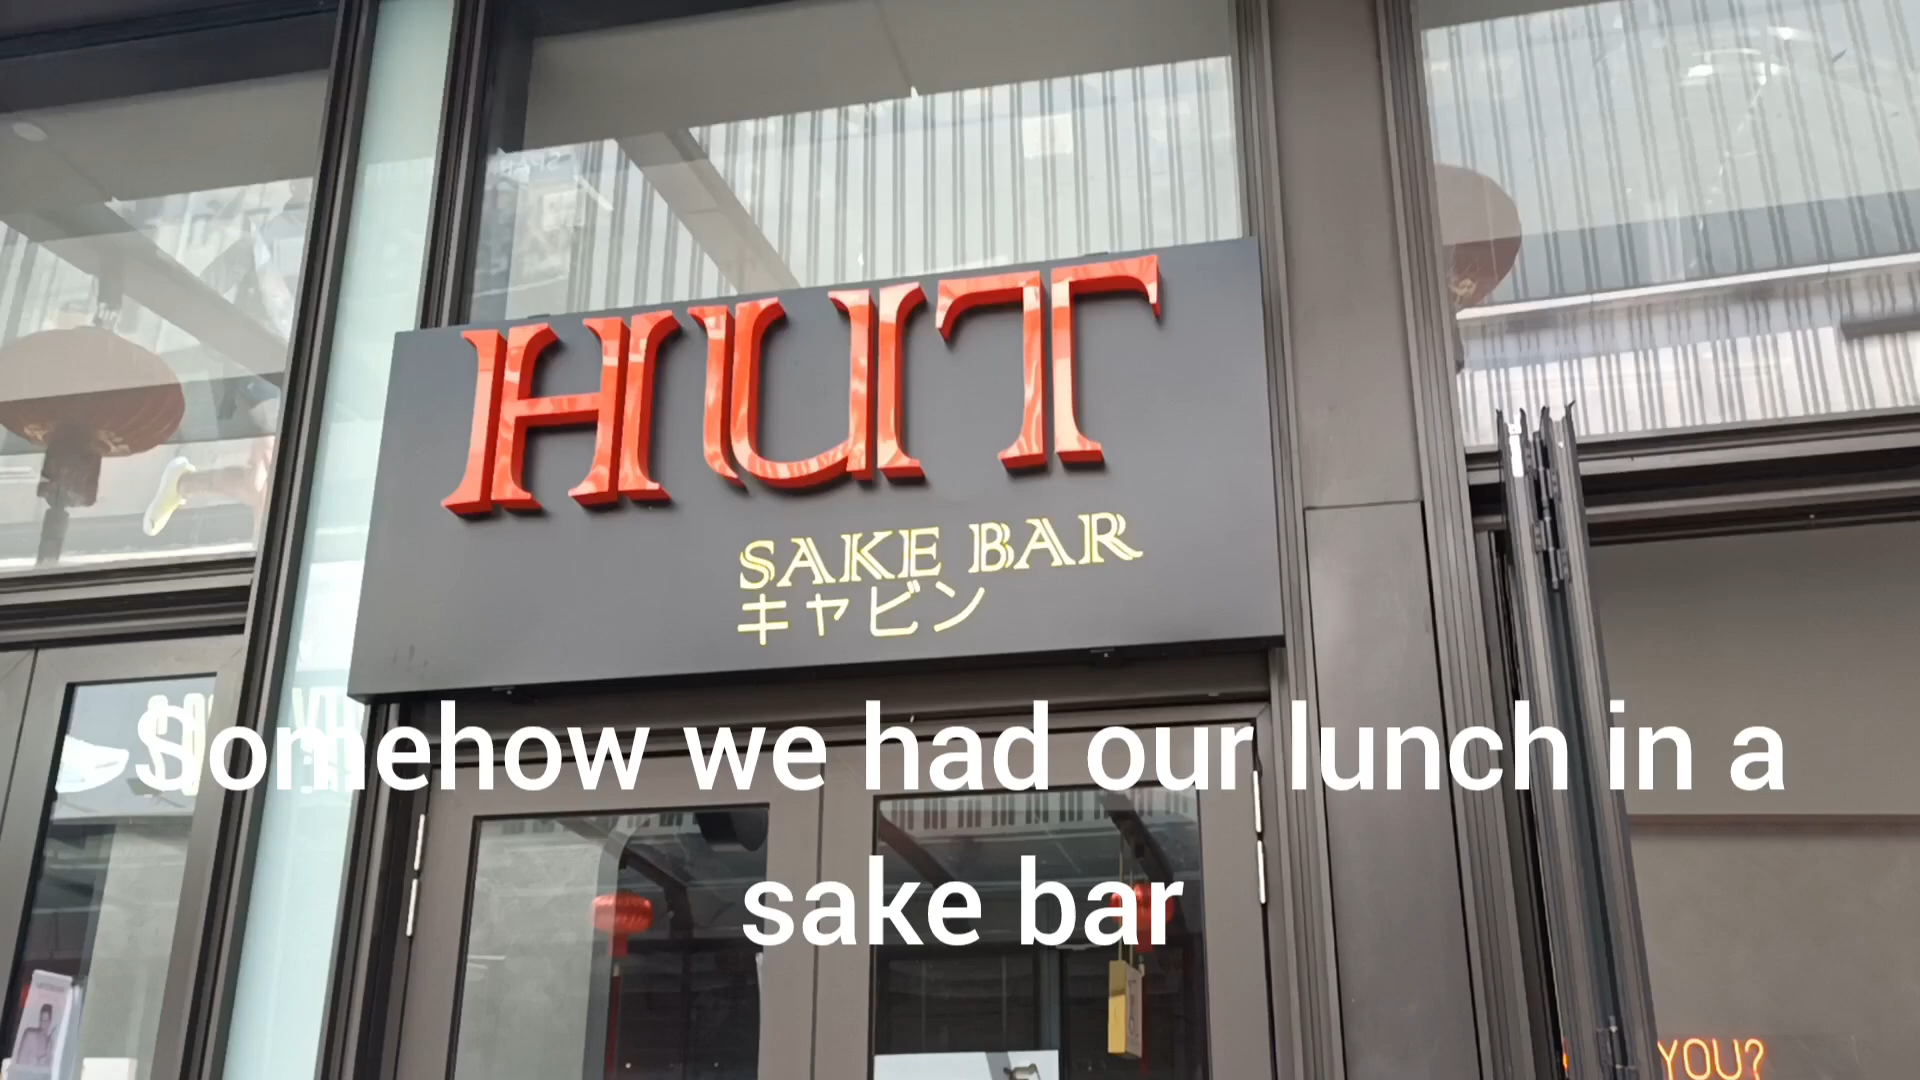 HUT
SAKE BAR
キャビン
Somehow we had our lunch in a
sake bar
YOU?